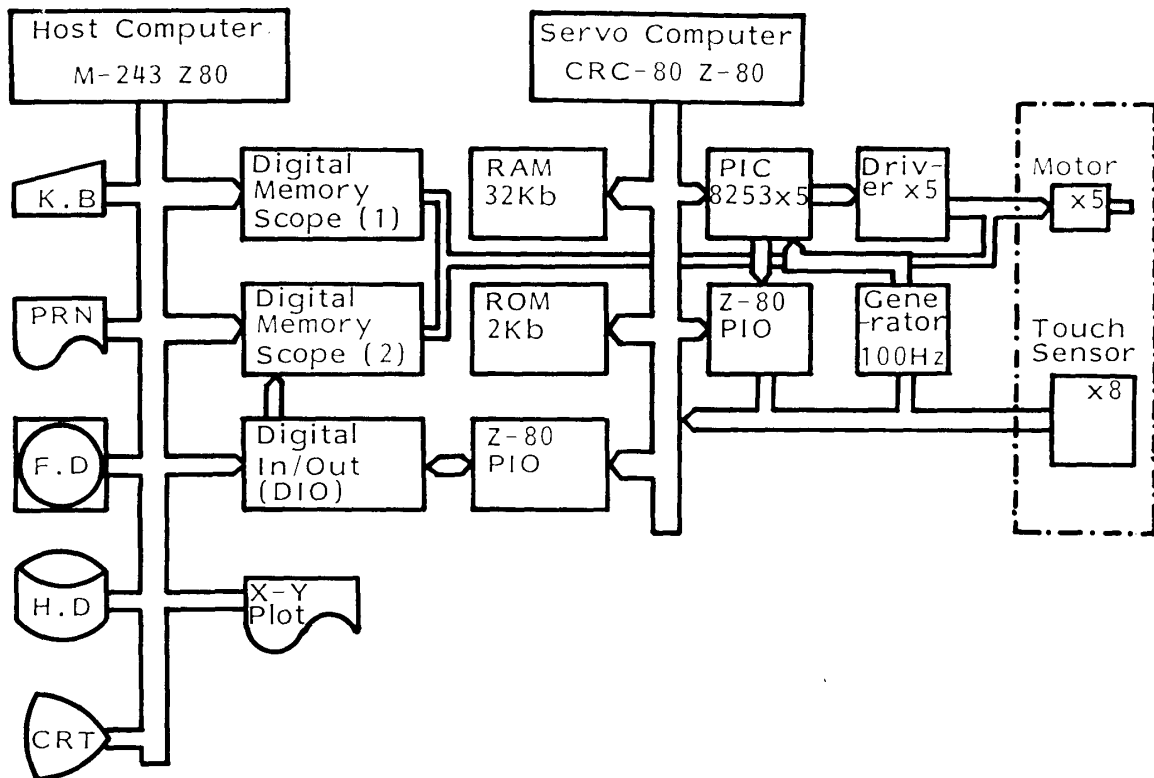 Host Computer
M-243 Z80
Servo Computer
CRC-80 Z-80
K.B
Digital
Memory
Scope (1)
RAM
32Kb
PIC
8253x5
Driv-
er x5
Motor
x5
PRN
Digital
Memory
Scope (2)
ROM
2Kb
Z-80
PIO
Gene
-rator
100Hz
Touch
Sensor
x8
F.D
Digital
In/Out
(DIO)
Z-80
PIO
H.D
X-Y
Plot
CRT